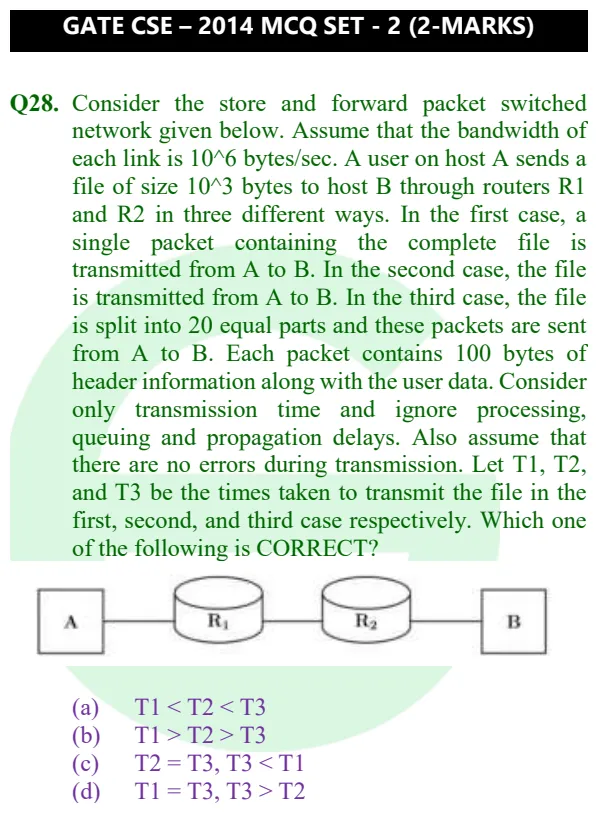 GATE CSE – 2014 MCQ SET - 2 (2-MARKS)
Q28. Consider the store and forward packet switched
network given below. Assume that the bandwidth of
each link is 10^6 bytes/sec. A user on host A sends a
file of size 10^3 bytes to host B through routers R1
and R2 in three different ways. In the first case, a
single packet containing the complete file is
transmitted from A to B. In the second case, the file
is transmitted from A to B. In the third case, the file
is split into 20 equal parts and these packets are sent
from A to B. Each packet contains 100 bytes of
header information along with the user data. Consider
only transmission time and ignore processing,
queuing and propagation delays. Also assume that
there are no errors during transmission. Let T1, T2,
and T3 be the times taken to transmit the file in the
first, second, and third case respectively. Which one
of the following is CORRECT?
A R₁ R₂ B
(a) T1 < T2 < T3
(b) T1 > T2 > T3
(c) T2 = T3, T3 < T1
(d) T1 = T3, T3 > T2